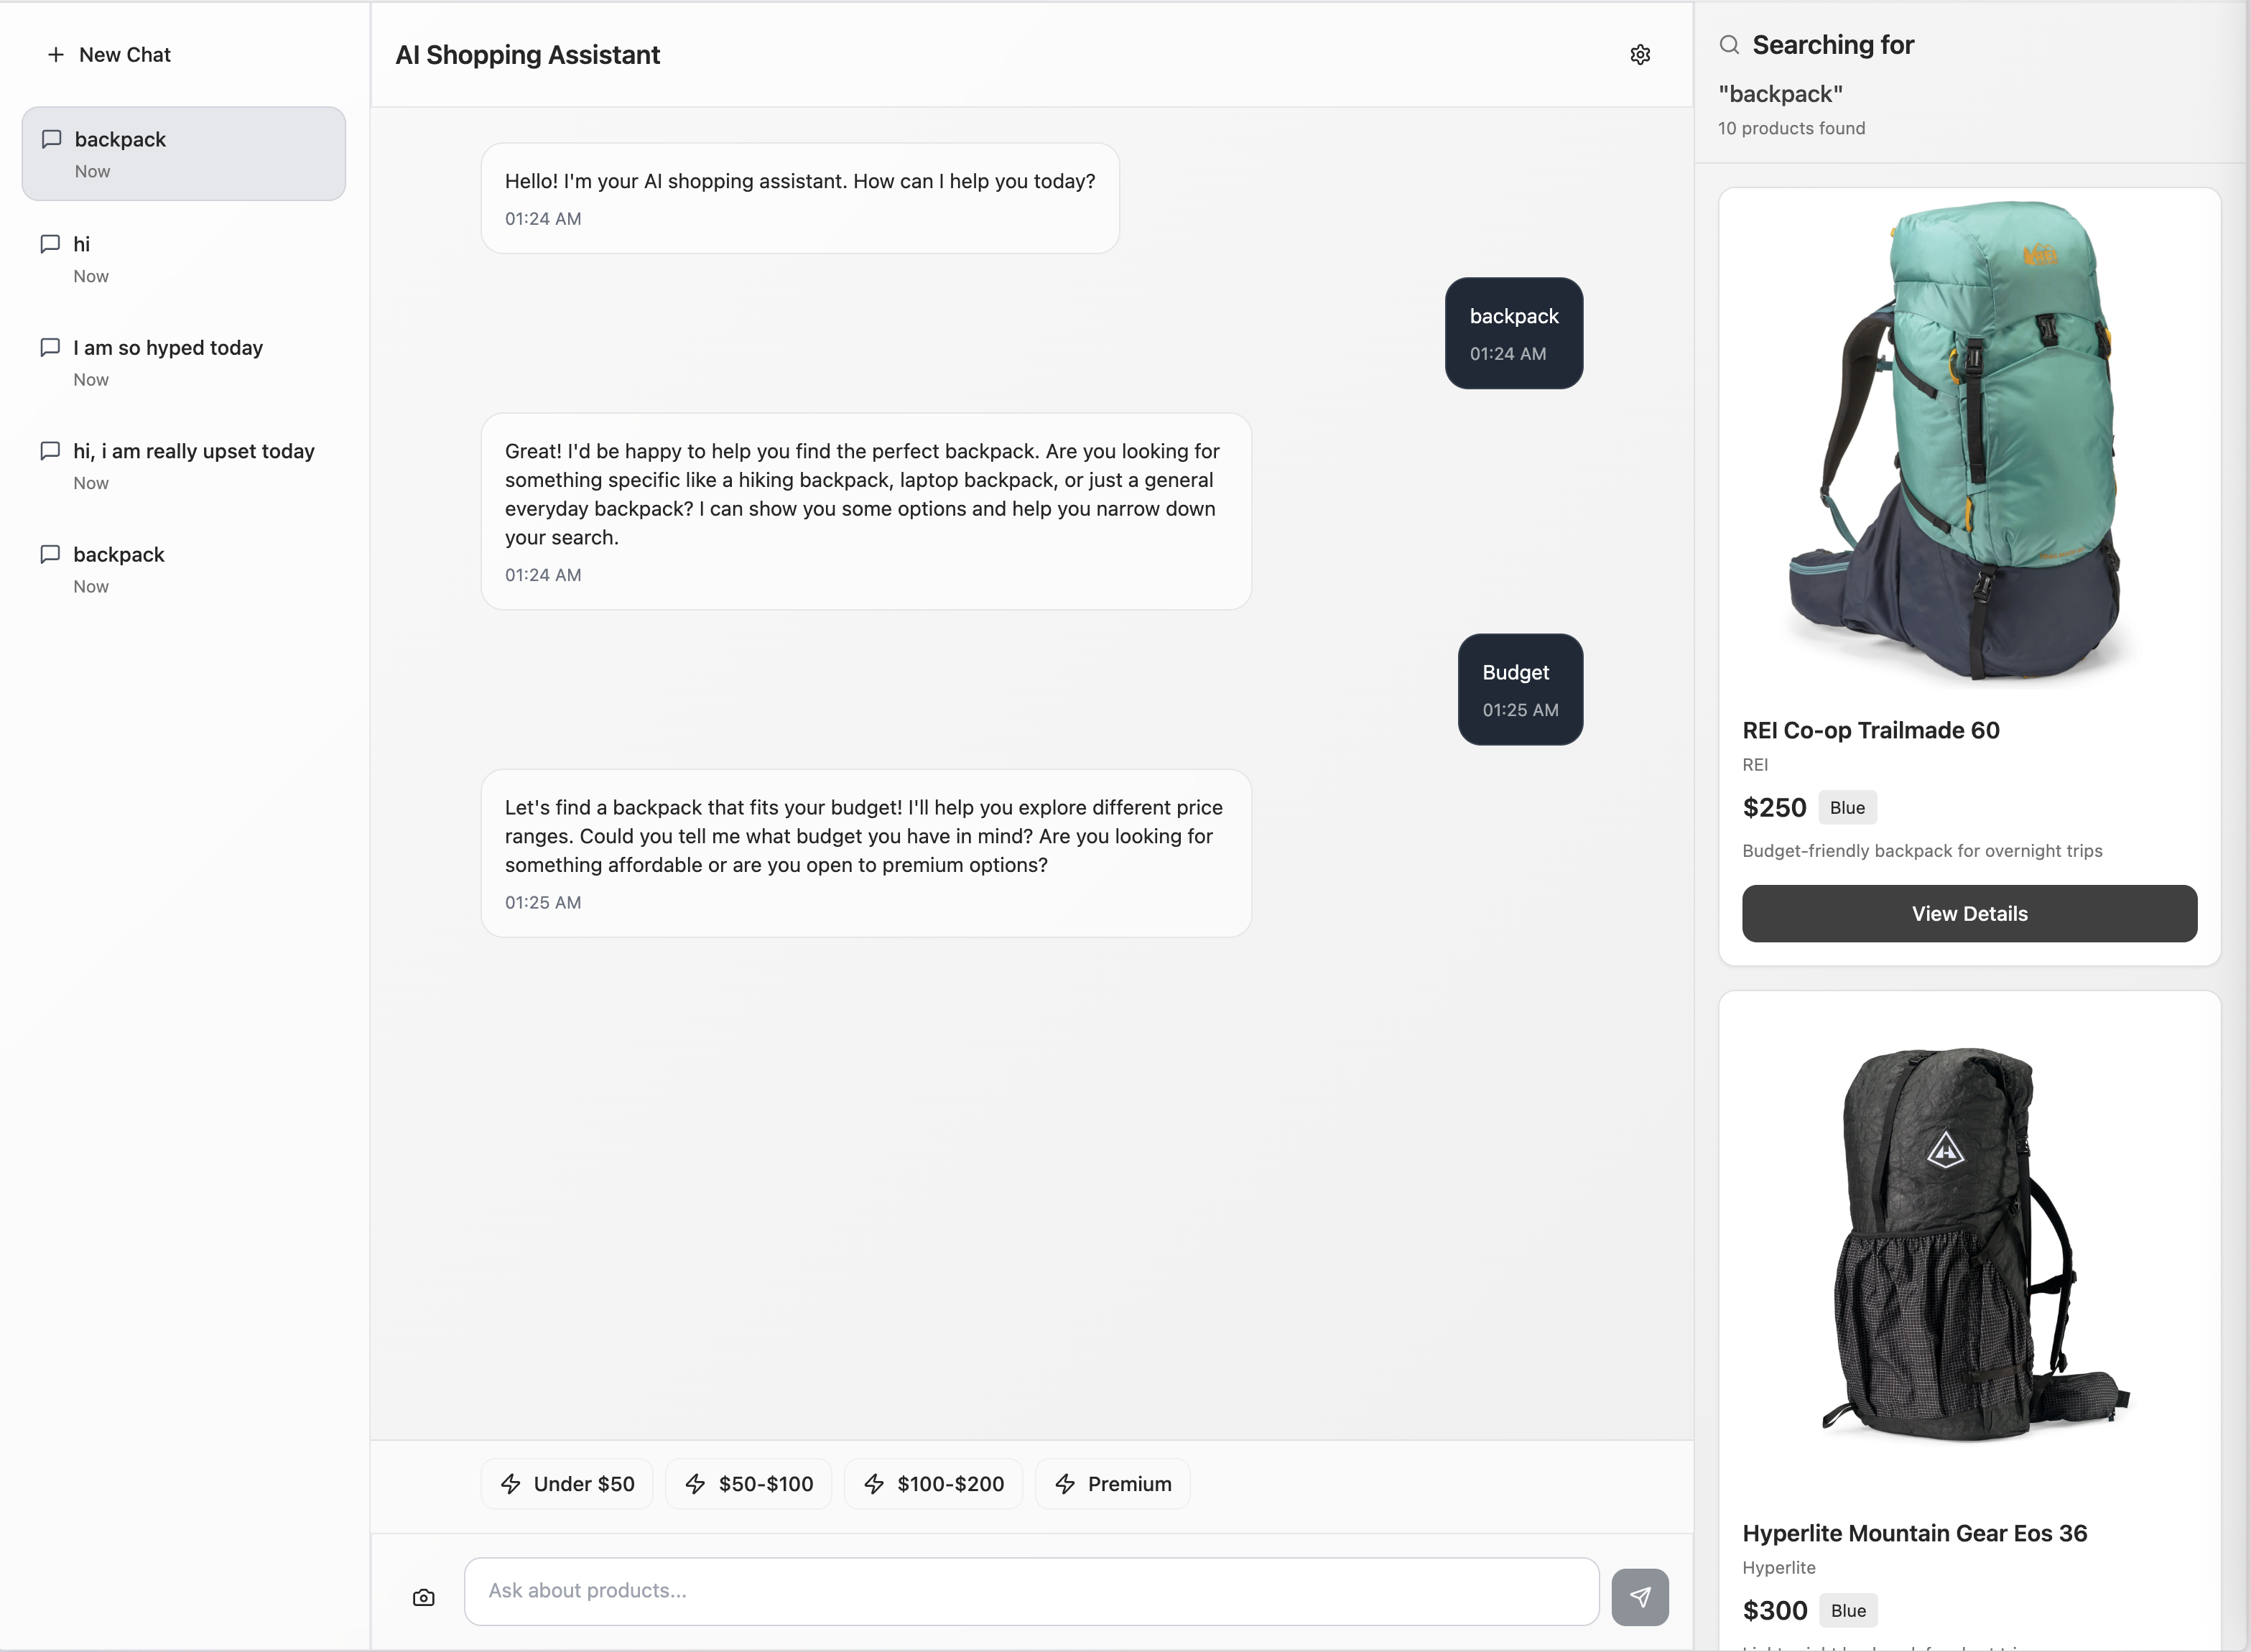 New Chat
backpack
Now
hi
Now
I am so hyped today
Now
hi, i am really upset today
Now
backpack
Now
AI Shopping Assistant
Hello! I'm your AI shopping assistant. How can I help you today?
01:24 AM
backpack
01:24 AM
Great! I'd be happy to help you find the perfect backpack. Are you looking for
something specific like a hiking backpack, laptop backpack, or just a general
everyday backpack? I can show you some options and help you narrow down
your search.
01:24 AM
Budget
01:25 AM
Let's find a backpack that fits your budget! I'll help you explore different price
ranges. Could you tell me what budget you have in mind? Are you looking for
something affordable or are you open to premium options?
01:25 AM
Under $50
$50-$100
$100-$200
Premium
Ask about products...
Searching for
"backpack"
10 products found
REI Co-op Trailmade 60
REI
$250 Blue
Budget-friendly backpack for overnight trips
View Details
Hyperlite Mountain Gear Eos 36
Hyperlite
$300 Blue